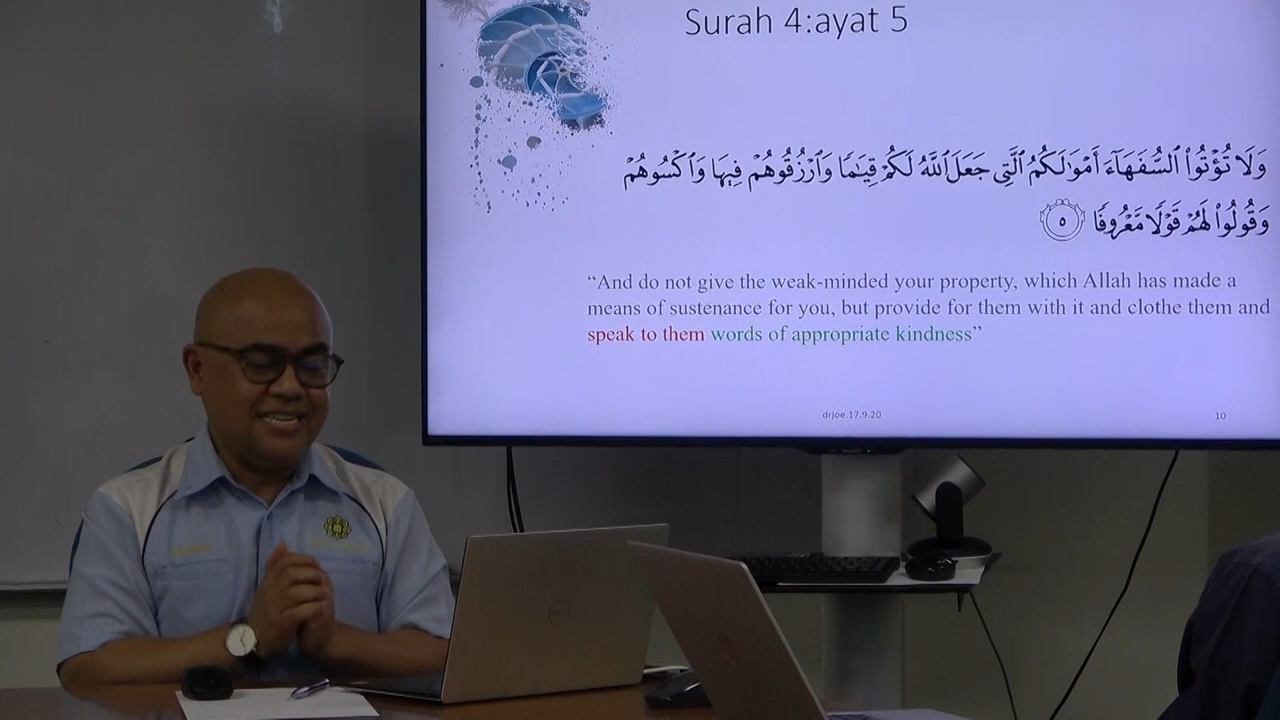 Surah 4:ayat 5
وَلَا تُؤْتُوا۟ ٱلسُّفَهَآءَ أَمْوَٰلَكُمُ ٱلَّتِى جَعَلَ ٱللَّهُ لَكُمْ قِيَٰمًا وَٱرْزُقُوهُمْ فِيهَا وَٱكْسُوهُمْ
وَقُولُوا۟ لَهُمْ قَوْلًا مَّعْرُوفًا ٥
“And do not give the weak-minded your property, which Allah has made a
means of sustenance for you, but provide for them with it and clothe them and
speak to them words of appropriate kindness”
drjoe.17.9.20 10
DELL